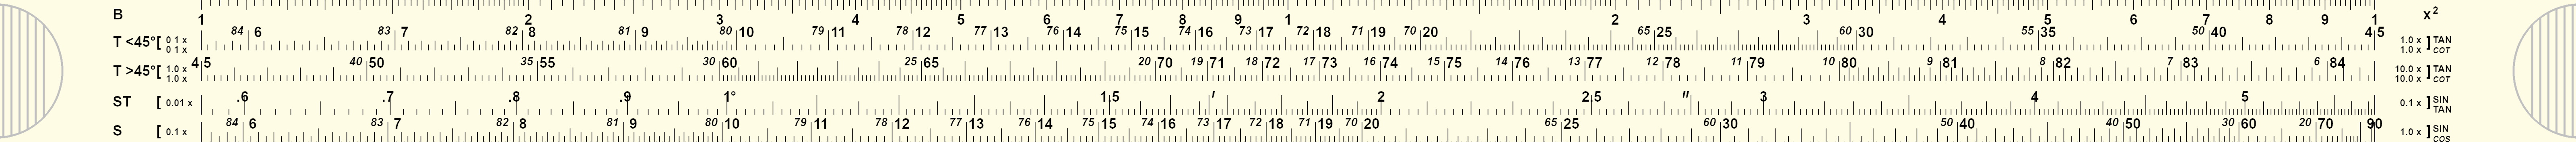 B 1 2 3 4 5 6 7 8 9 1 2 3 4 5 6 7 8 9 1 x²
T <45°[ 0.1 x 0.1 x 84 6 83 7 82 8 81 9 80 10 79 11 78 12 77 13 76 14 75 15 74 16 73 17 72 18 71 19 70 20 65 25 60 30 55 35 50 40 45 1.0 x 1.0 x ] TAN COT
T >45°[ 1.0 x 1.0 x 45 40 50 35 55 30 60 25 65 20 70 19 71 18 72 17 73 16 74 15 75 14 76 13 77 12 78 11 79 10 80 9 81 8 82 7 83 6 84 10.0 x 10.0 x ] TAN COT
ST [ 0.01 x .6 .7 .8 .9 1° 1.5 ′ 2 2.5 ″ 3 4 5 0.1 x ] SIN TAN
S [ 0.1 x 84 6 83 7 82 8 81 9 80 10 79 11 78 12 77 13 76 14 75 15 74 16 73 17 72 18 71 19 70 20 65 25 60 30 50 40 40 50 30 60 20 70 90 1.0 x ] SIN COS